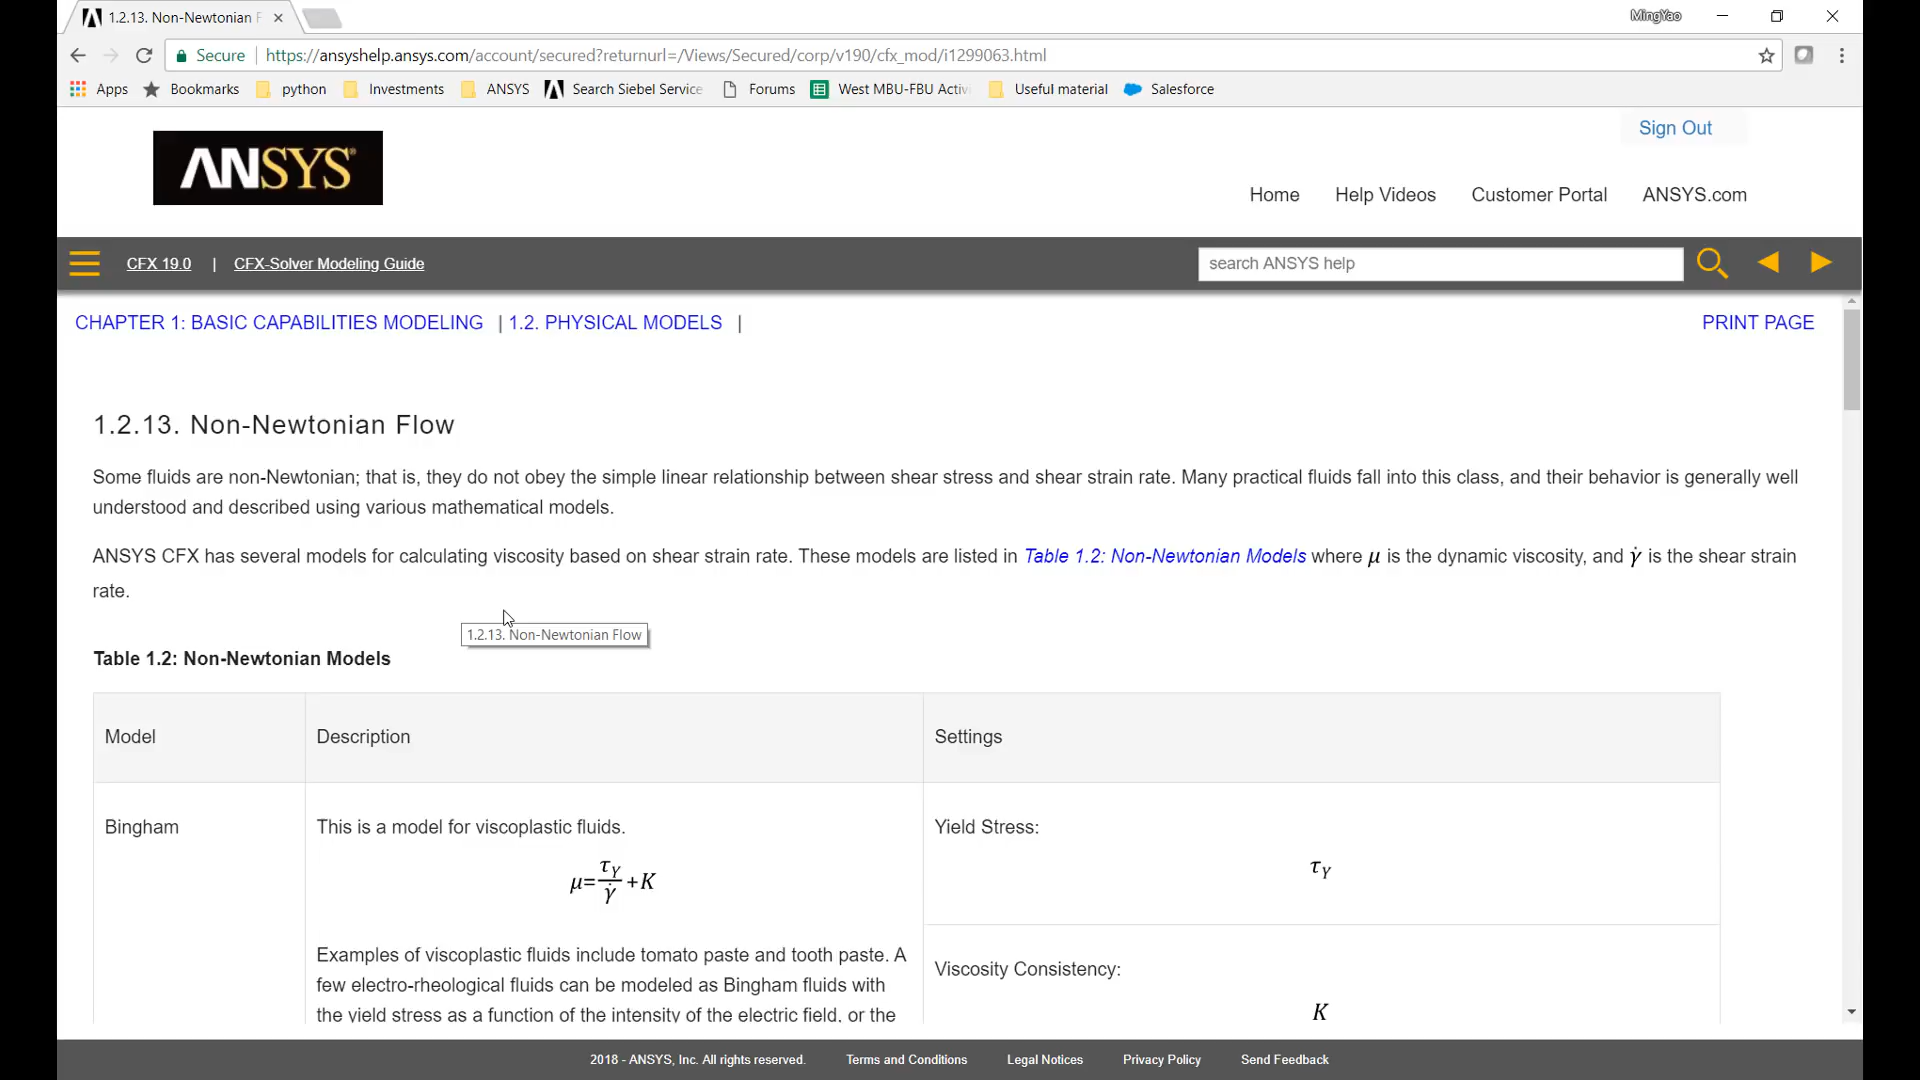 1.2.13. Non-Newtonian F
MingYao
Secure https://ansyshelp.ansys.com/account/secured?returnurl=/Views/Secured/corp/v190/cfx_mod/i1299063.html
Apps Bookmarks python Investments ANSYS Search Siebel Service Forums West MBU-FBU Activi Useful material Salesforce
Sign Out
ANSYS®
Home Help Videos Customer Portal ANSYS.com
CFX 19.0 | CFX-Solver Modeling Guide search ANSYS help
CHAPTER 1: BASIC CAPABILITIES MODELING | 1.2. PHYSICAL MODELS | PRINT PAGE
1.2.13. Non-Newtonian Flow
Some fluids are non-Newtonian; that is, they do not obey the simple linear relationship between shear stress and shear strain rate. Many practical fluids fall into this class, and their behavior is generally well
understood and described using various mathematical models.
ANSYS CFX has several models for calculating viscosity based on shear strain rate. These models are listed in Table 1.2: Non-Newtonian Models where μ is the dynamic viscosity, and γ̇ is the shear strain
rate.
1.2.13. Non-Newtonian Flow
Table 1.2: Non-Newtonian Models
Model Description Settings
Bingham This is a model for viscoplastic fluids. Yield Stress:
μ=τ_Y/γ̇+K τ_Y
Examples of viscoplastic fluids include tomato paste and tooth paste. A
few electro-rheological fluids can be modeled as Bingham fluids with
the yield stress as a function of the intensity of the electric field, or the
Viscosity Consistency:
K
2018 - ANSYS, Inc. All rights reserved. Terms and Conditions Legal Notices Privacy Policy Send Feedback